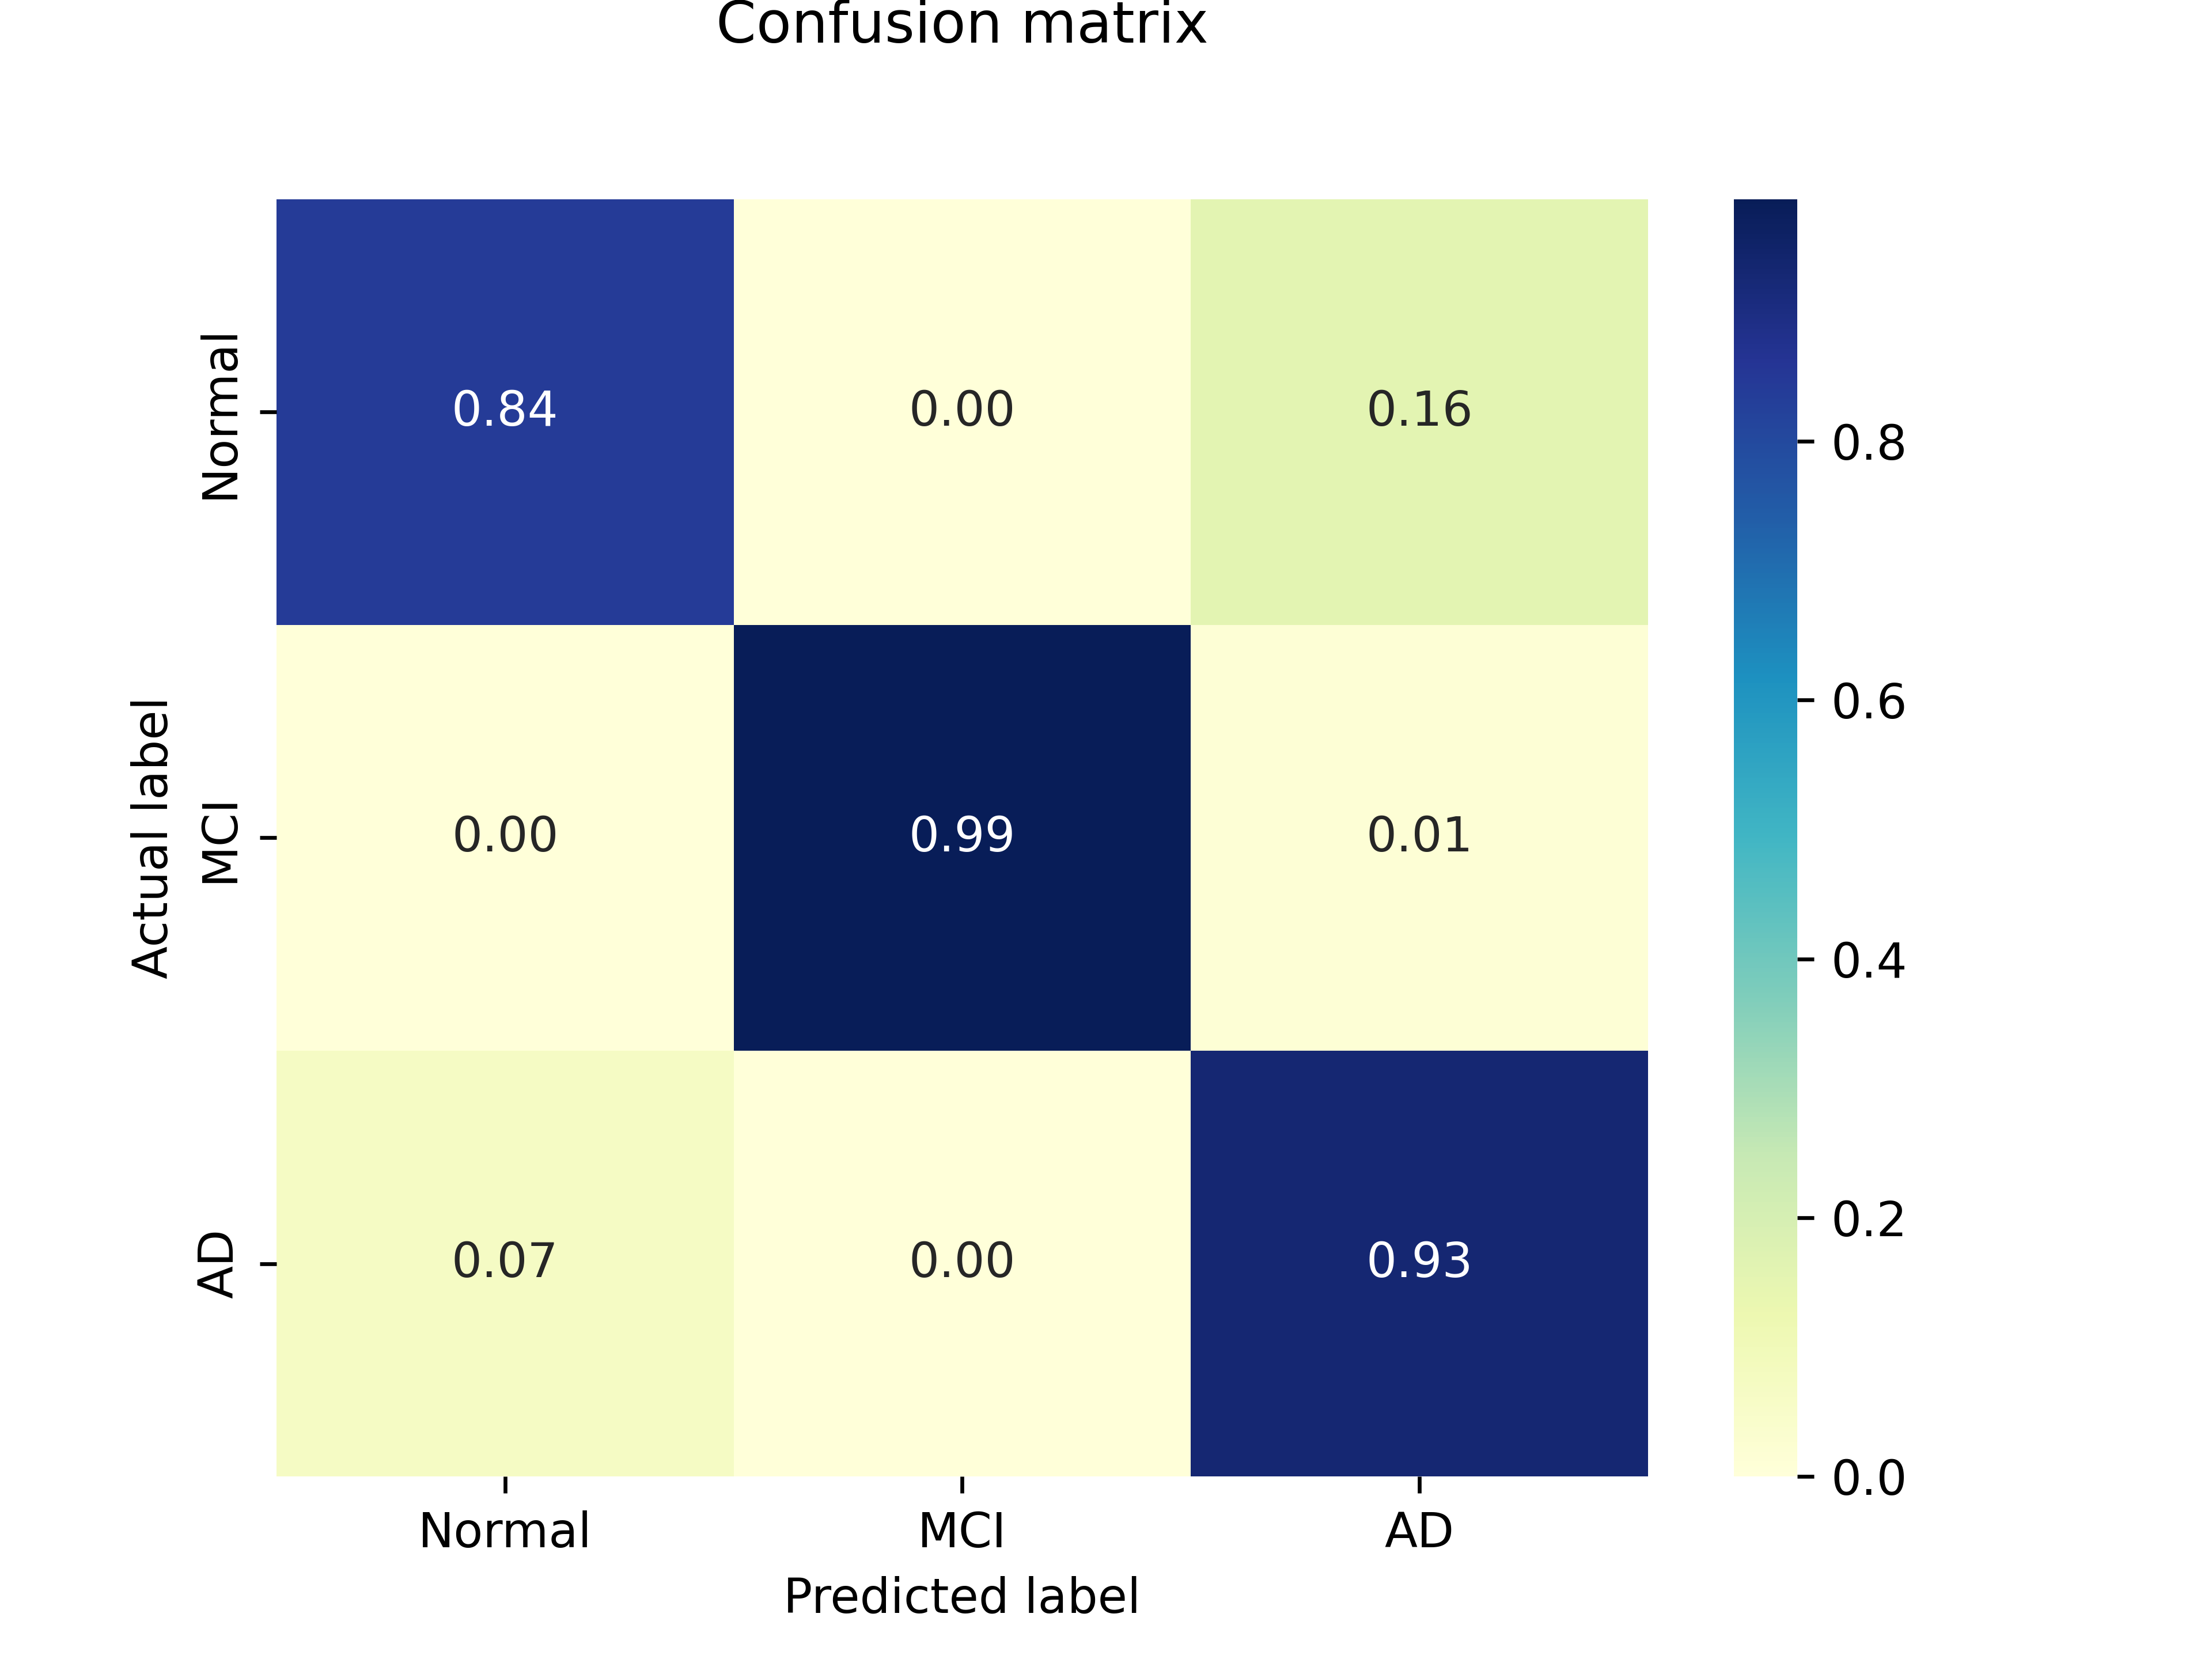 Confusion matrix
Actual label
Normal
0.84
0.00
0.16
MCI
0.00
0.99
0.01
AD
0.07
0.00
0.93
Normal
MCI
AD
Predicted label
0.8
0.6
0.4
0.2
0.0